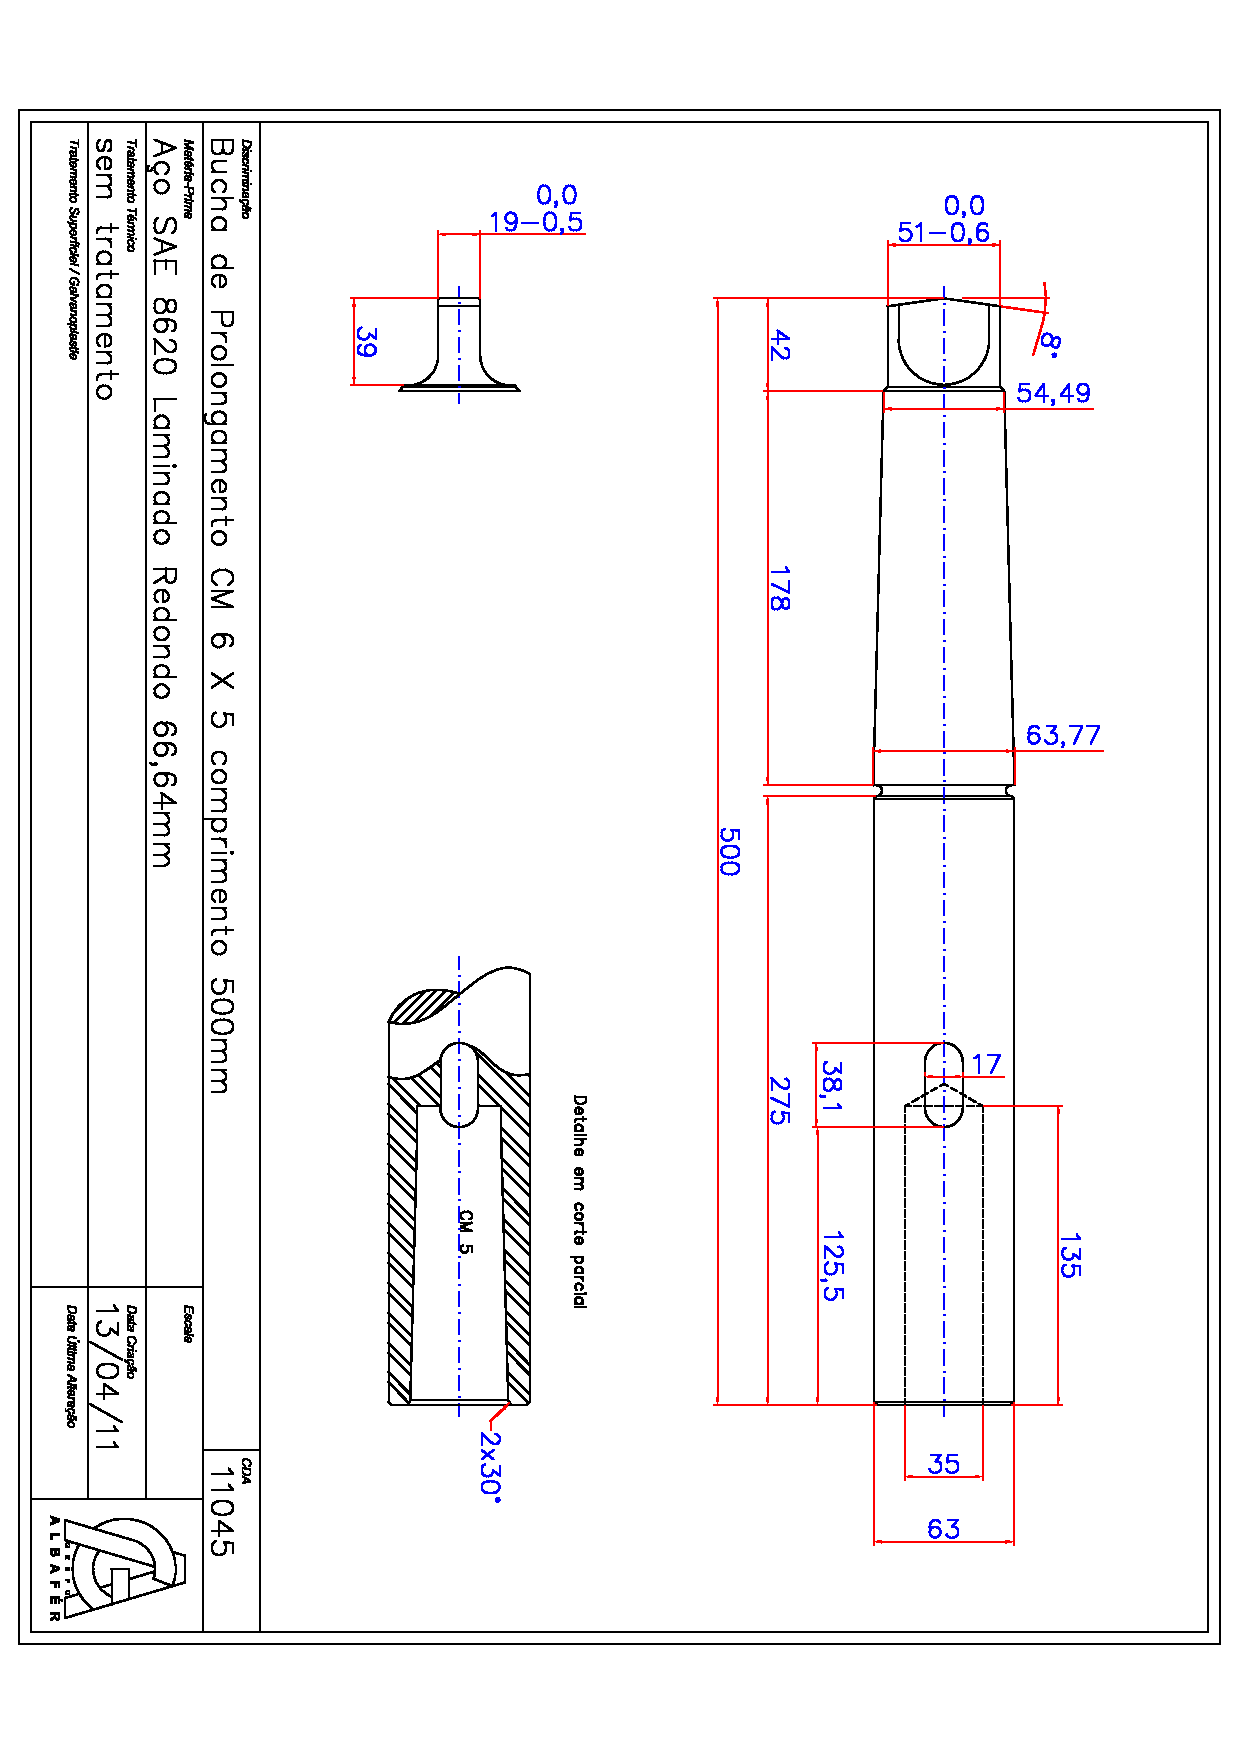 0,0
51-0,6
8°
42
54,49
178
63,77
500
275
38,1
17
125,5
135
35
63
0,0
19-0,5
39
Detalhe em corte parcial
CM 5
2x30°
Discriminação
Bucha de Prolongamento CM 6 X 5 comprimento 500mm
CDA
11045
Matéria-Prima
Aço SAE 8620 Laminado Redondo 66,64mm
Escala
Tratamento Térmico
sem tratamento
Data Criação
13/04/11
Tratamento Superficial / Galvanoplastia
Data Última Alteração
ALBAFÉR